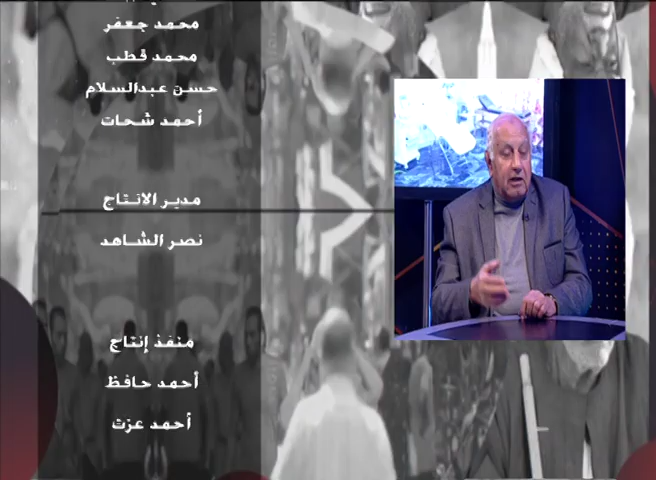 محمد جعفر
محمد قطب
حسن عبدالسلام
أحمد شحات
مدير الانتاج
نصر الشاهد
منفذ إنتاج
أحمد حافظ
أحمد عزت